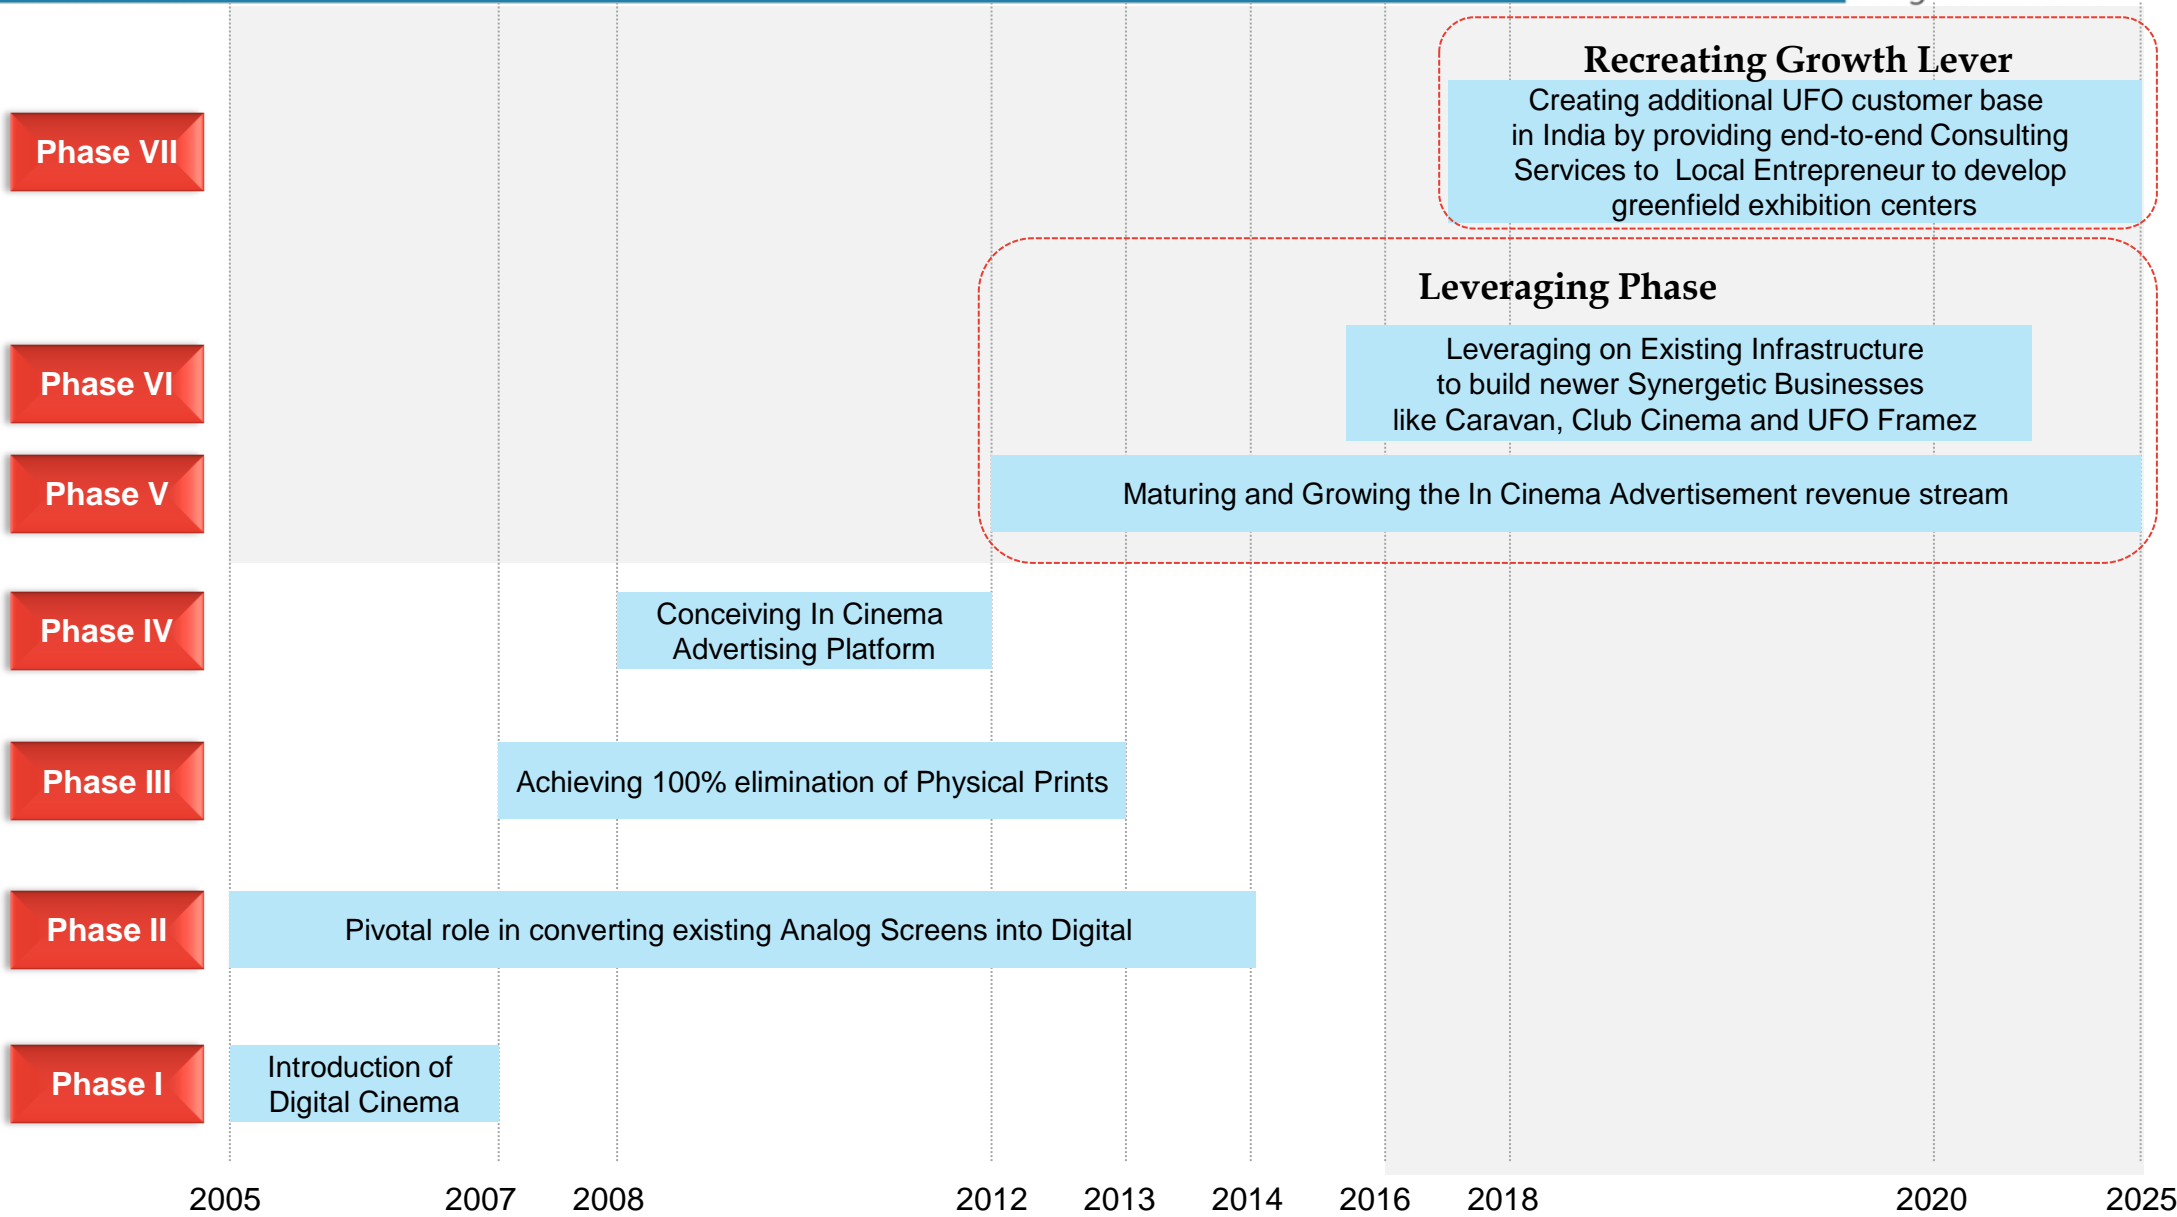 Recreating Growth Lever
Phase VII
Creating additional UFO customer base
in India by providing end-to-end Consulting
Services to Local Entrepreneur to develop
greenfield exhibition centers
Leveraging Phase
Phase VI
Leveraging on Existing Infrastructure
to build newer Synergetic Businesses
like Caravan, Club Cinema and UFO Framez
Phase V
Maturing and Growing the In Cinema Advertisement revenue stream
Phase IV
Conceiving In Cinema
Advertising Platform
Phase III
Achieving 100% elimination of Physical Prints
Phase II
Pivotal role in converting existing Analog Screens into Digital
Phase I
Introduction of
Digital Cinema
2005 2007 2008 2012 2013 2014 2016 2018 2020 2025